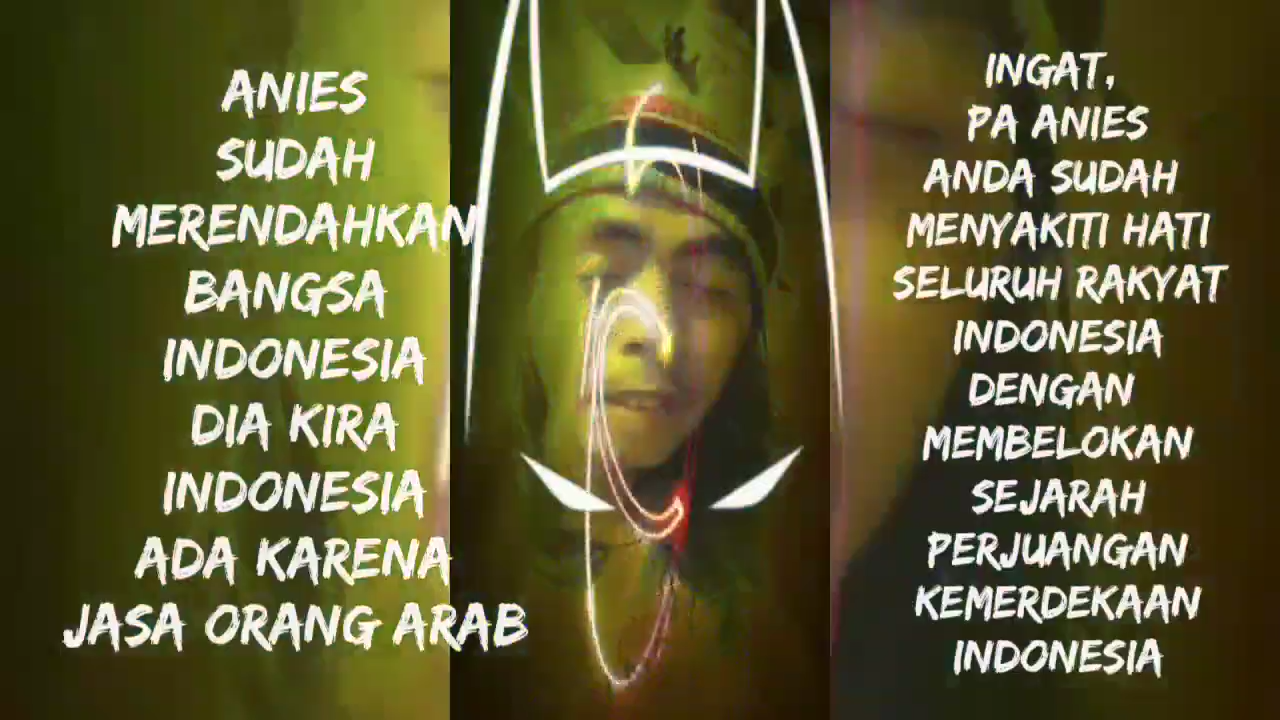 ANIES
SUDAH
MERENDAHKAN
BANGSA
INDONESIA
DIA KIRA
INDONESIA
ADA KARENA
JASA ORANG ARAB
INGAT,
PA ANIES
ANDA SUDAH
MENYAKITI HATI
SELURUH RAKYAT
INDONESIA
DENGAN
MEMBELOKAN
SEJARAH
PERJUANGAN
KEMERDEKAAN
INDONESIA